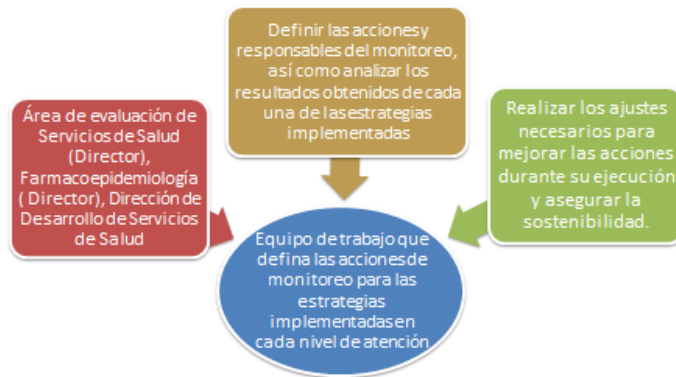 Definir las acciones y
responsables del monitoreo,
así como analizar los
resultados obtenidos de cada
una de las estrategias
implementadas
Área de evaluación de
Servicios de Salud
(Director),
Farmacoepidemiología
( Director), Dirección de
Desarrollo de Servicios
de Salud
Realizar los ajustes
necesarios para
mejorar las acciones
durante su ejecución
y asegurar la
sostenibilidad.
Equipo de trabajo que
defina las acciones de
monitoreo para las
estrategias
implementadas en
cada nivel de atención